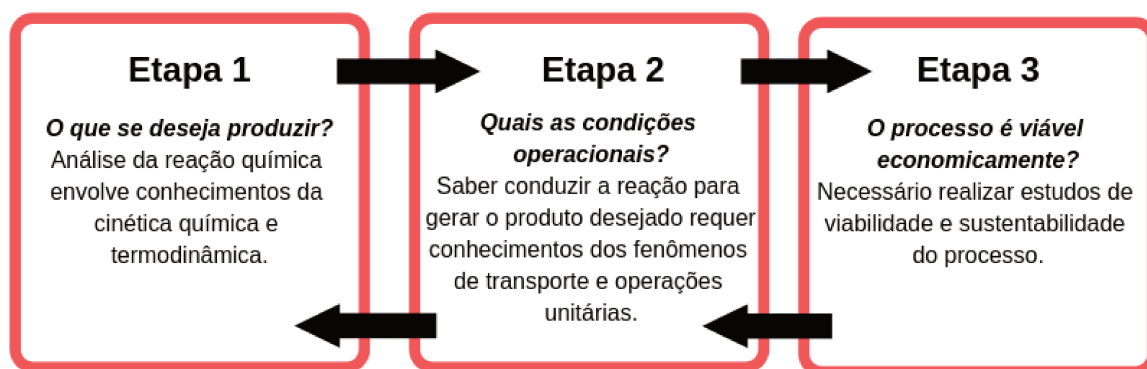 Etapa 1
O que se deseja produzir?
Análise da reação química
envolve conhecimentos da
cinética química e
termodinâmica.
Etapa 2
Quais as condições
operacionais?
Saber conduzir a reação para
gerar o produto desejado requer
conhecimentos dos fenômenos
de transporte e operações
unitárias.
Etapa 3
O processo é viável
economicamente?
Necessário realizar estudos de
viabilidade e sustentabilidade
do processo.